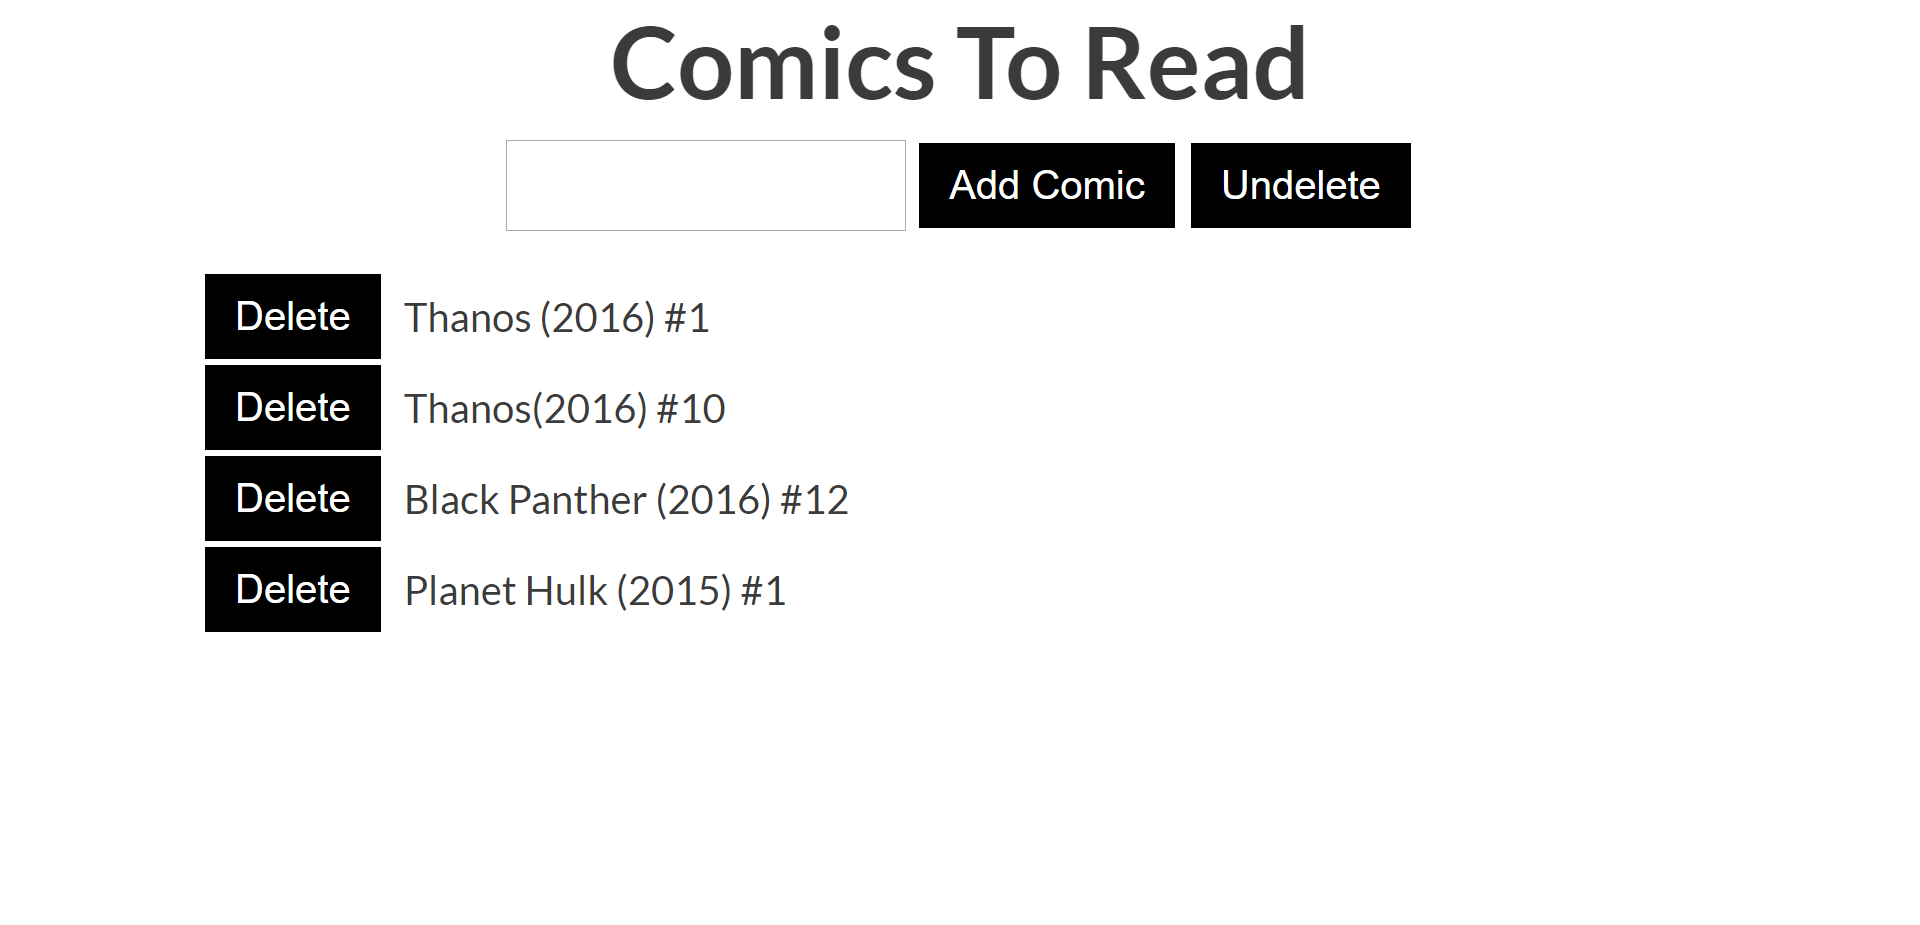 Comics To Read
Add Comic Undelete
Delete Thanos (2016) #1
Delete Thanos(2016) #10
Delete Black Panther (2016) #12
Delete Planet Hulk (2015) #1